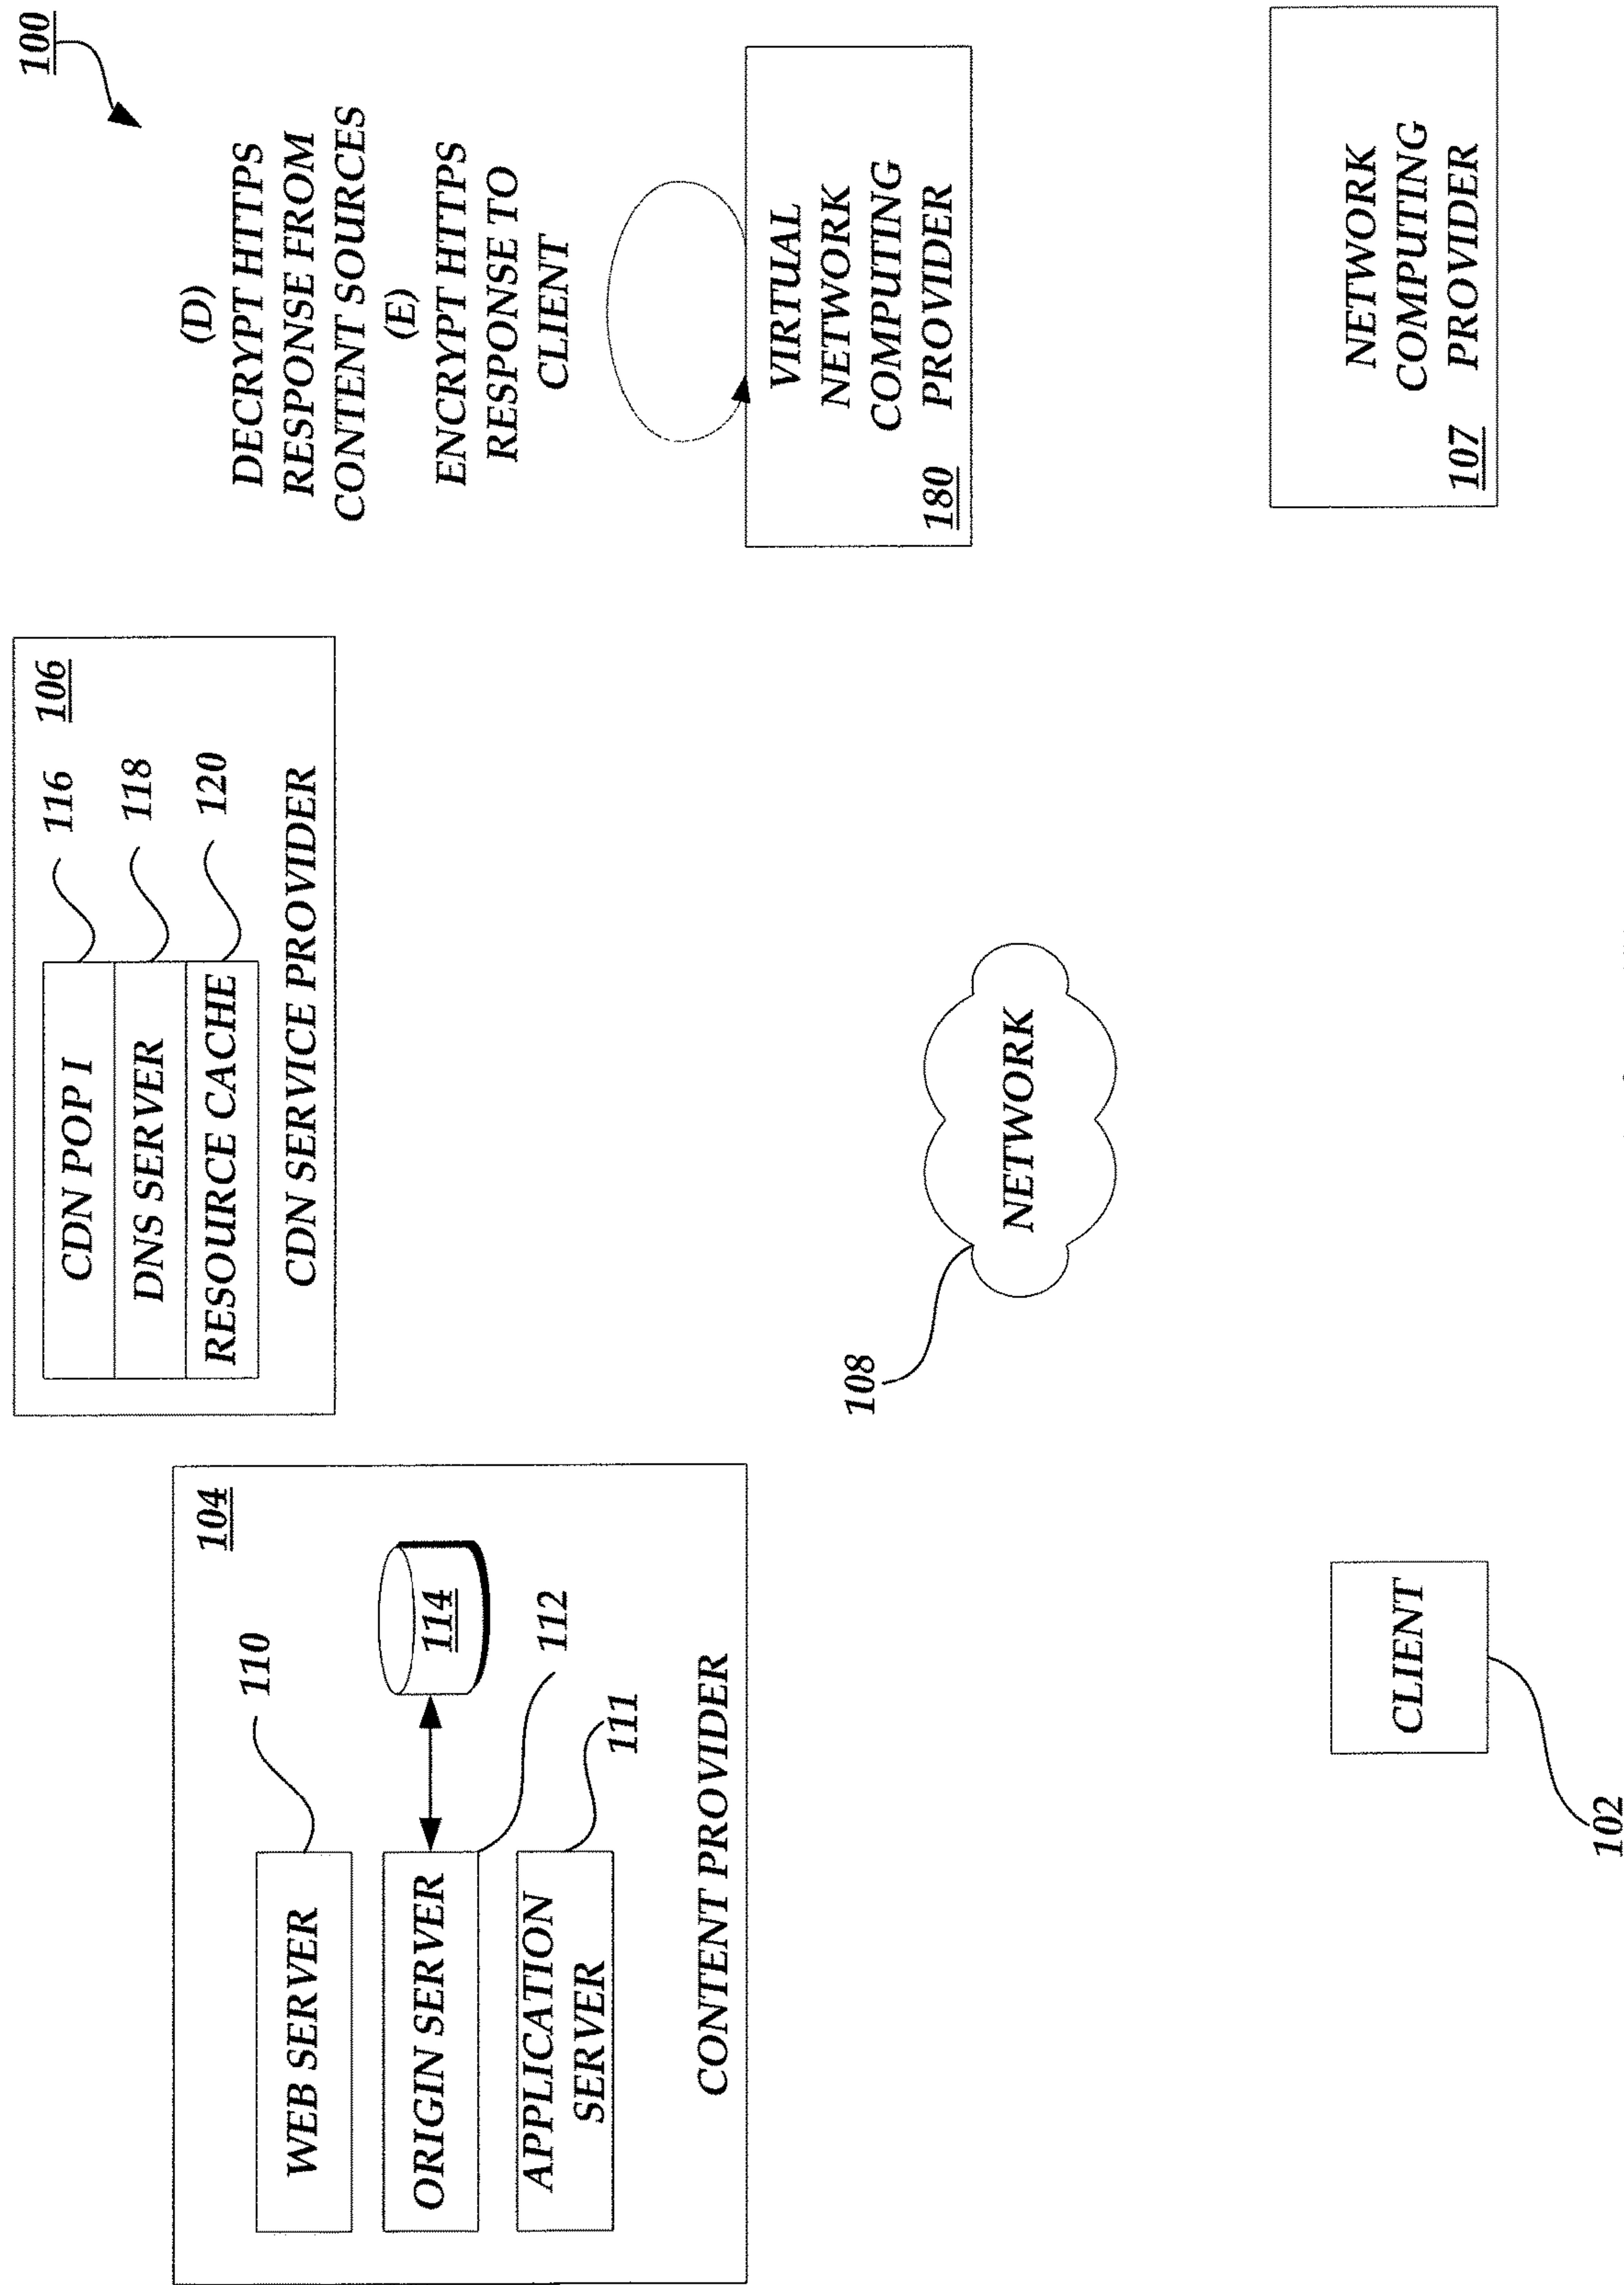 100
(D)
DECRYPT HTTPS
RESPONSE FROM
CONTENT SOURCES
(E)
ENCRYPT HTTPS
RESPONSE TO
CLIENT
106
116
118
120
CDN POP I
DNS SERVER
RESOURCE CACHE
CDN SERVICE PROVIDER
104
110
114
112
111
WEB SERVER
ORIGIN SERVER
APPLICATION
SERVER
CONTENT PROVIDER
VIRTUAL
NETWORK
COMPUTING
PROVIDER
180
108
NETWORK
CLIENT
102
NETWORK
COMPUTING
PROVIDER
107